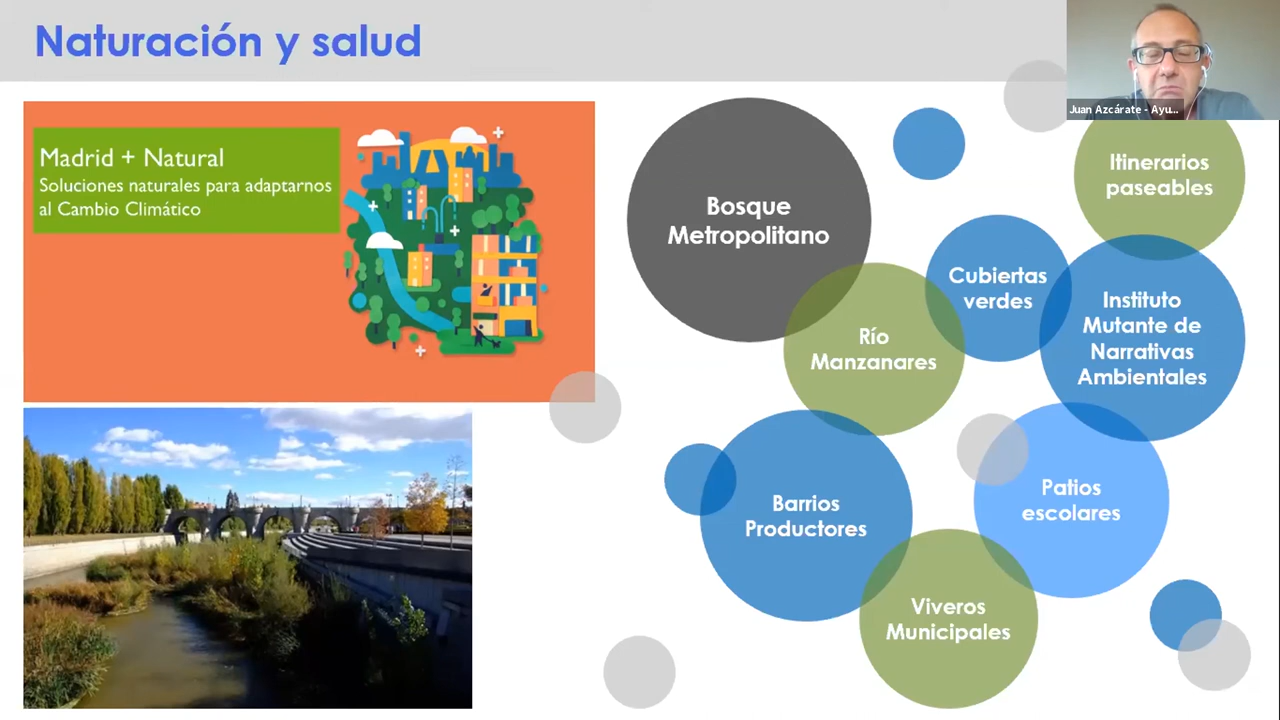 Naturación y salud
Juan Azcárate - Ayu...
Madrid + Natural
Soluciones naturales para adaptarnos
al Cambio Climático
Bosque
Metropolitano
Itinerarios
paseables
Cubiertas
verdes
Instituto
Mutante de
Narrativas
Ambientales
Río
Manzanares
Barrios
Productores
Patios
escolares
Viveros
Municipales